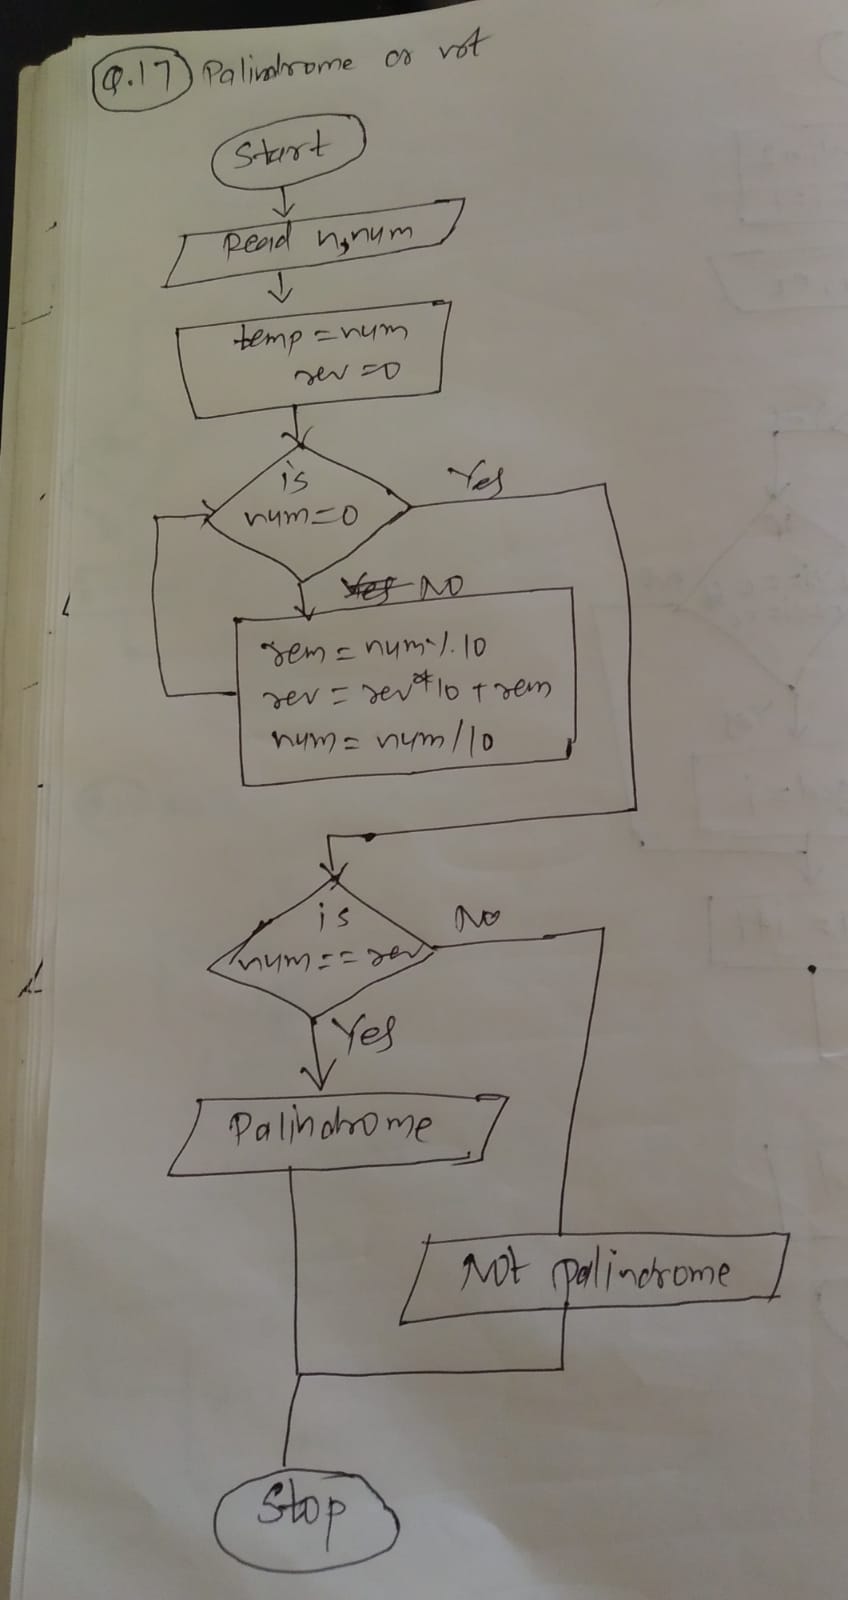 Q.17 Palindrome or not
Start
Read n,num
temp = num
rev = 0
is
num=0
Yes
NO
rem = num % 10
rev = rev * 10 + rem
num = num / 10
is
num == rev
No
Yes
Palindrome
Not palindrome
Stop